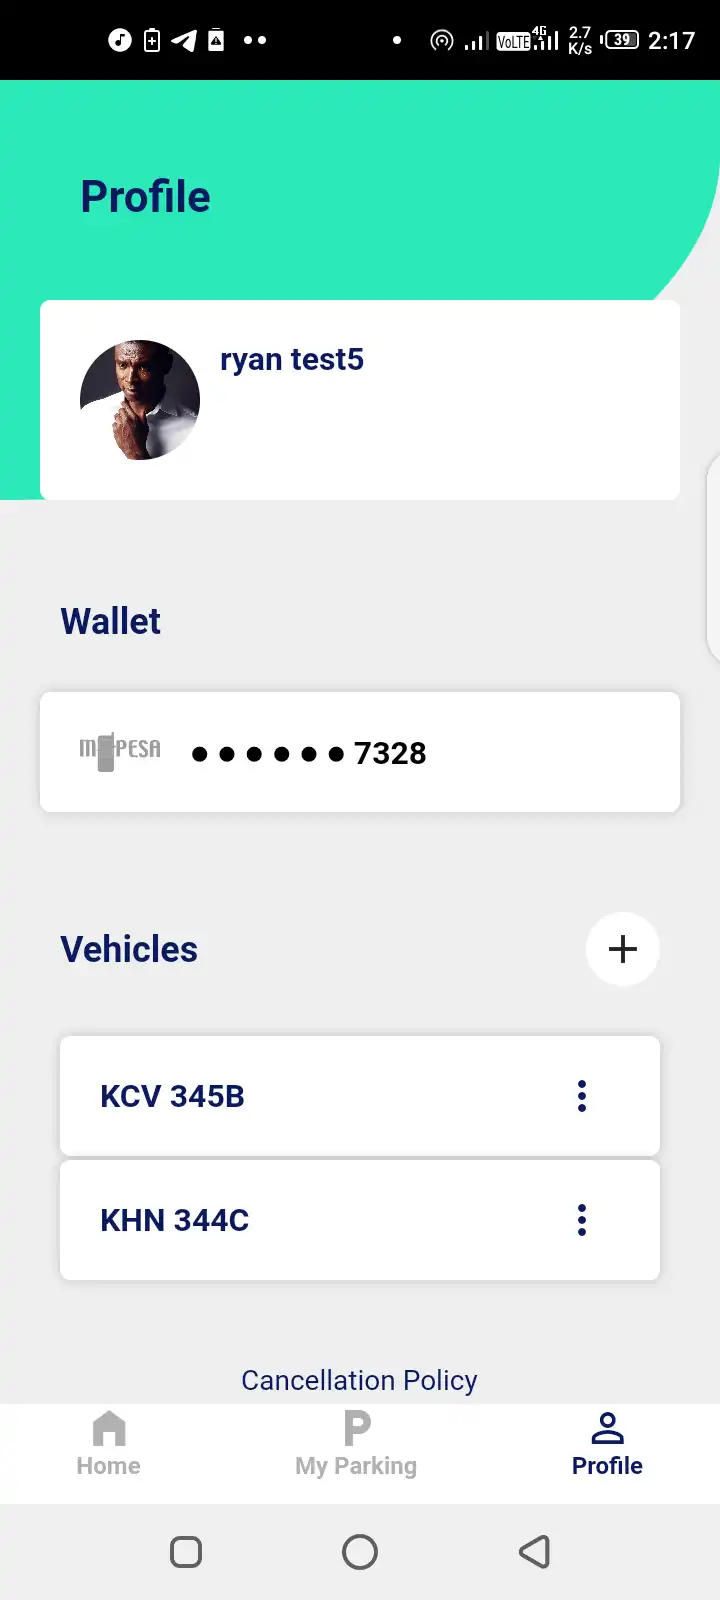 VoLTE 4G 2.7 K/s 39 2:17
Profile
ryan test5
Wallet
M-PESA ●●●●●● 7328
Vehicles
KCV 345B
KHN 344C
Cancellation Policy
Home My Parking Profile